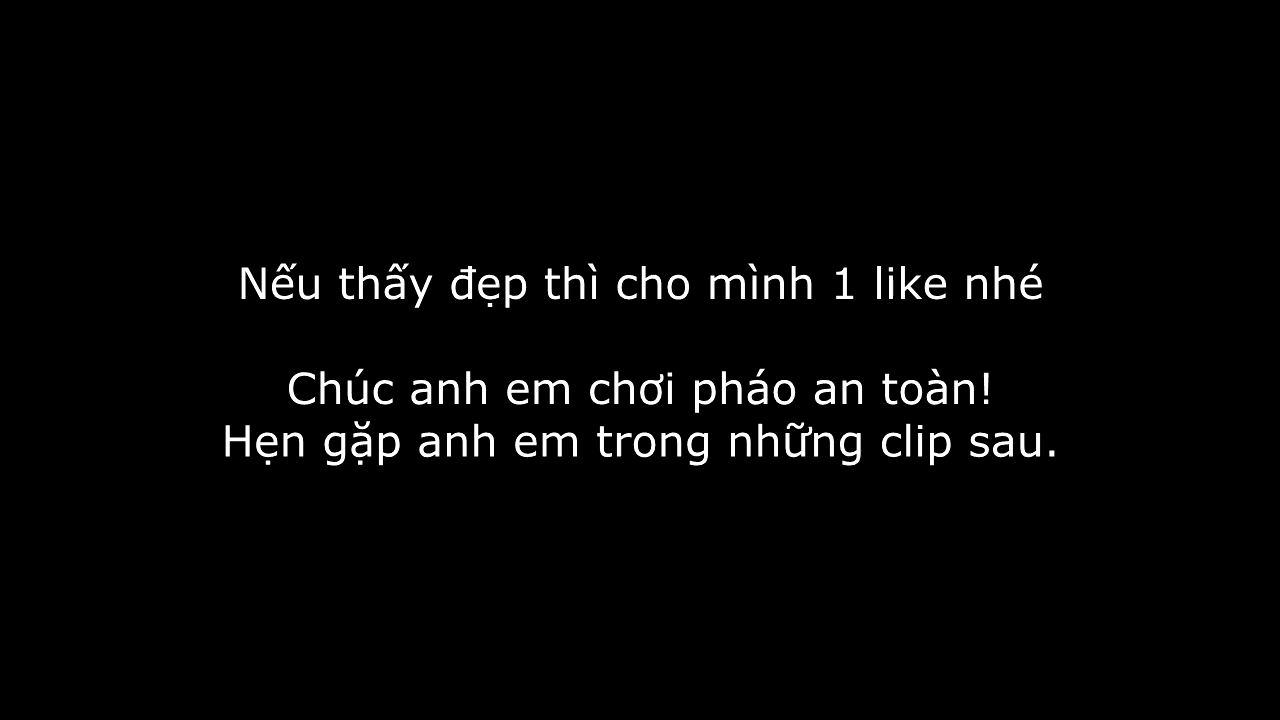 Nếu thấy đẹp thì cho mình 1 like nhé
Chúc anh em chơi pháo an toàn!
Hẹn gặp anh em trong những clip sau.